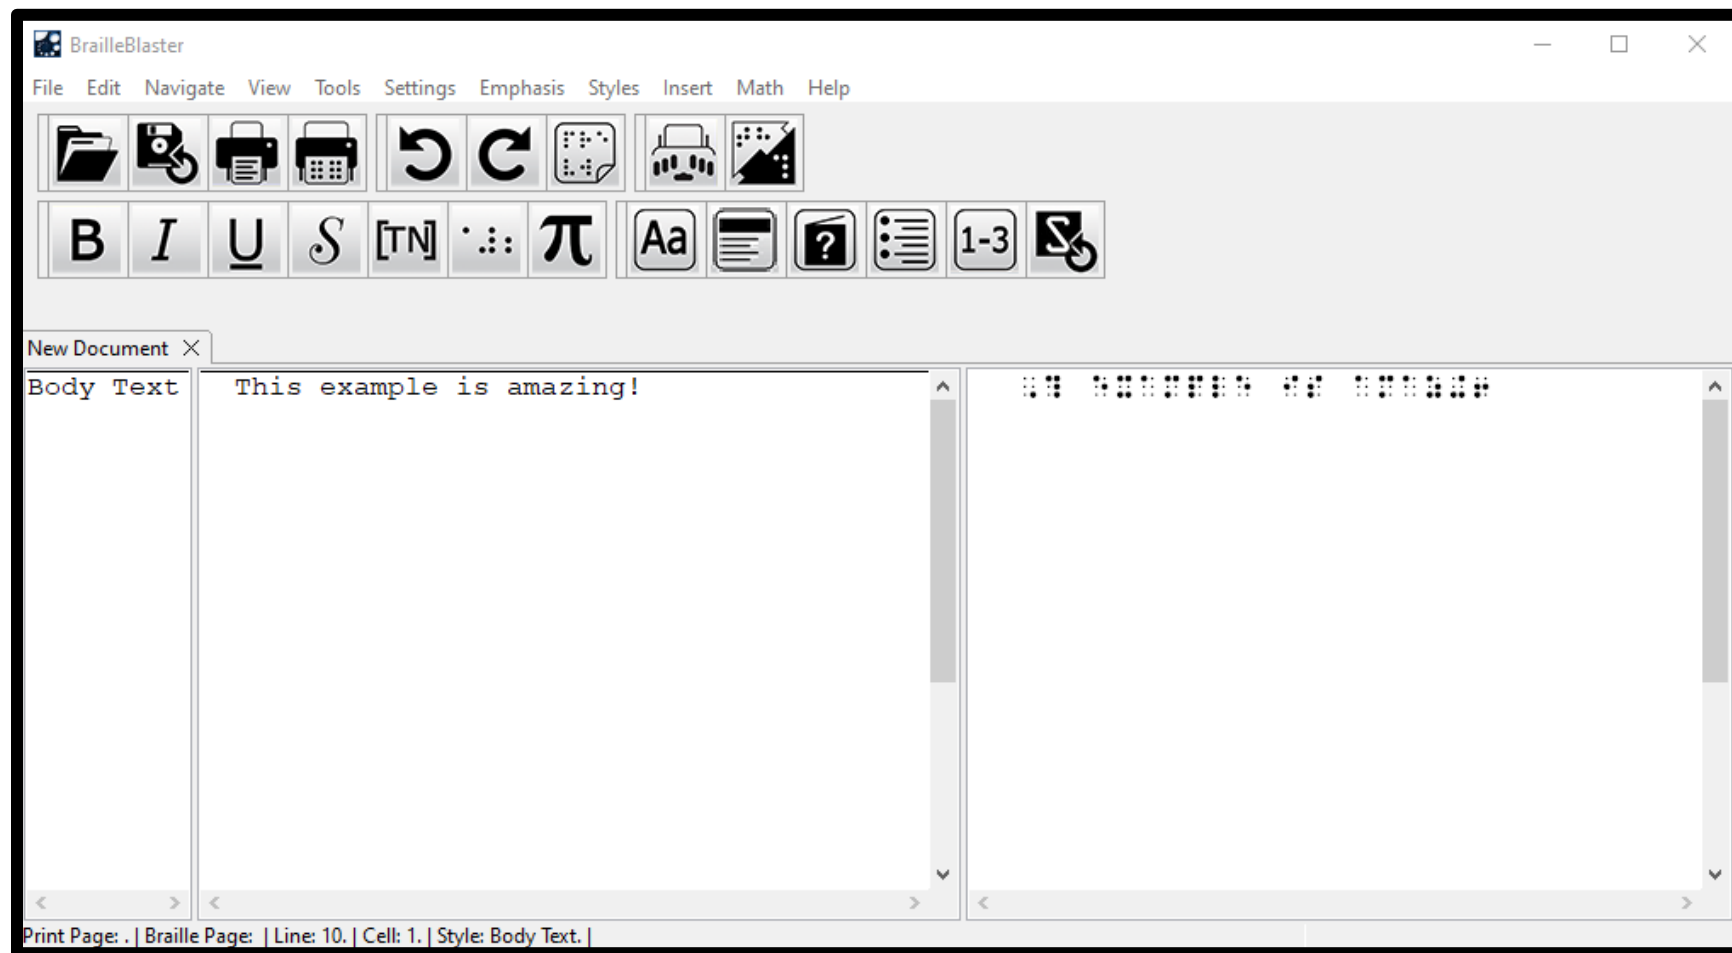 BrailleBlaster
File Edit Navigate View Tools Settings Emphasis Styles Insert Math Help
B I U S [TN] π Aa ? 1-3
New Document
Body Text This example is amazing! ⠠⠹ ⠑⠭⠁⠍⠏⠇⠑ ⠊⠎ ⠁⠍⠁⠵⠬⠖
Print Page: . | Braille Page: | Line: 10. | Cell: 1. | Style: Body Text. |